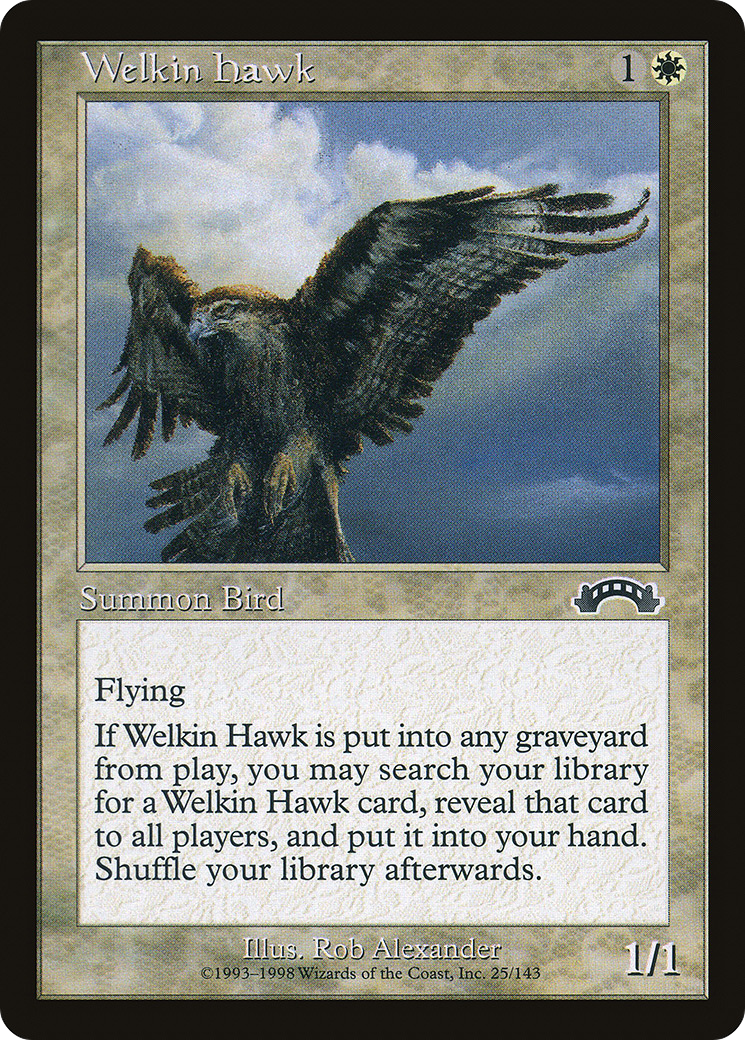 Welkin Hawk 1
Summon Bird
Flying
If Welkin Hawk is put into any graveyard
from play, you may search your library
for a Welkin Hawk card, reveal that card
to all players, and put it into your hand.
Shuffle your library afterwards.
Illus. Rob Alexander
©1993–1998 Wizards of the Coast, Inc. 25/143
1/1